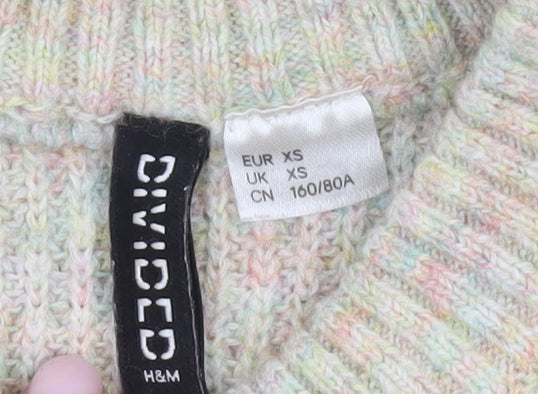 DIVIDED
H&M
EUR XS
UK XS
CN 160/80A